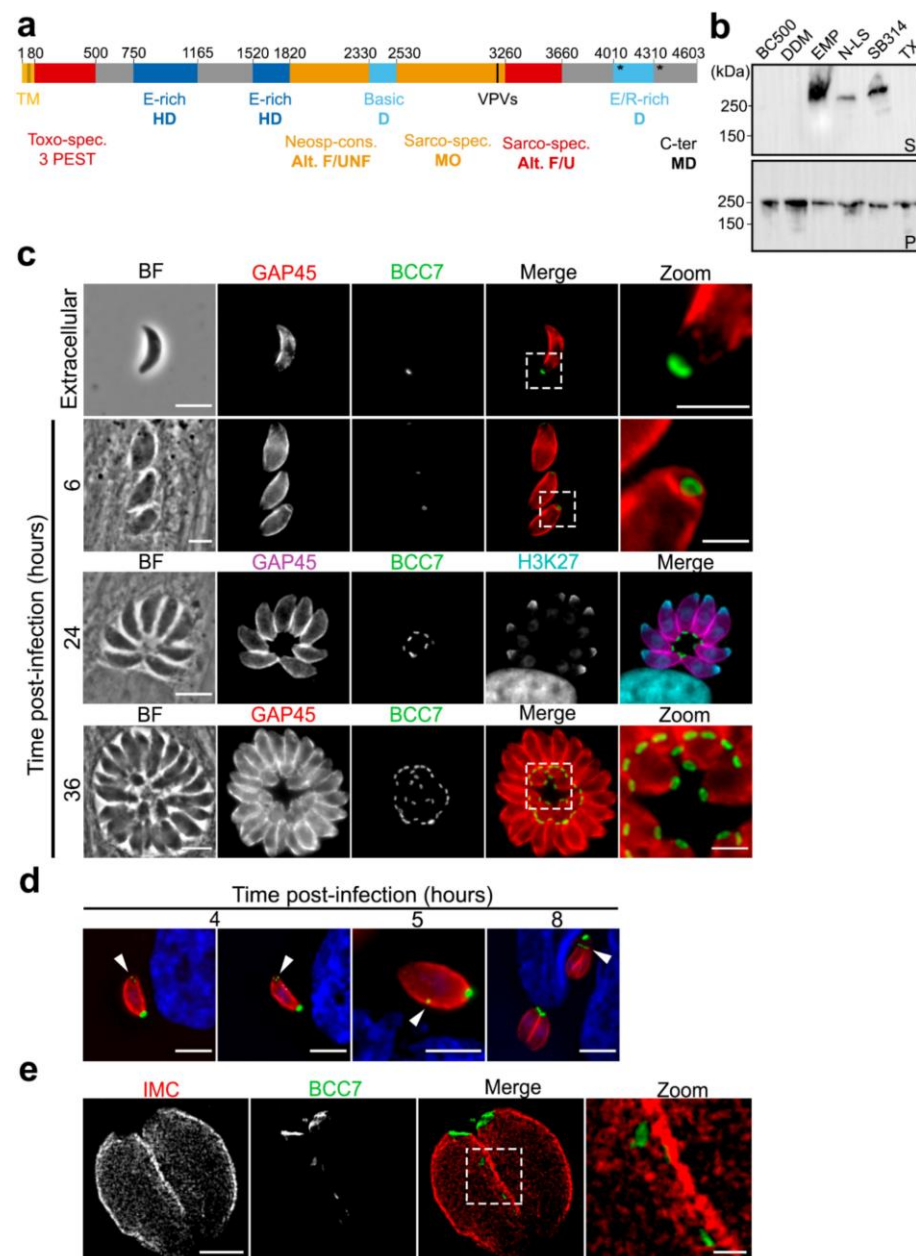 a
1 80 500 750 1165 1520 1820 2330 2530 3260 3660 4010 4310 4603
TM E-rich E-rich Basic VPVs E/R-rich
HD HD D D
Toxo-spec. Neosp-cons. Sarco-spec. Sarco-spec. C-ter
3 PEST Alt. F/UNF MO Alt. F/U MD
b
BC500 DDM EMP N-LS SB314 TX
(kDa)
250
150
S
250
150
P
c
BF GAP45 BCC7 Merge Zoom
Extracellular
Time post-infection (hours)
6
BF GAP45 BCC7 H3K27 Merge
24
BF GAP45 BCC7 Merge Zoom
36
d
Time post-infection (hours)
4 5 8
e
IMC BCC7 Merge Zoom